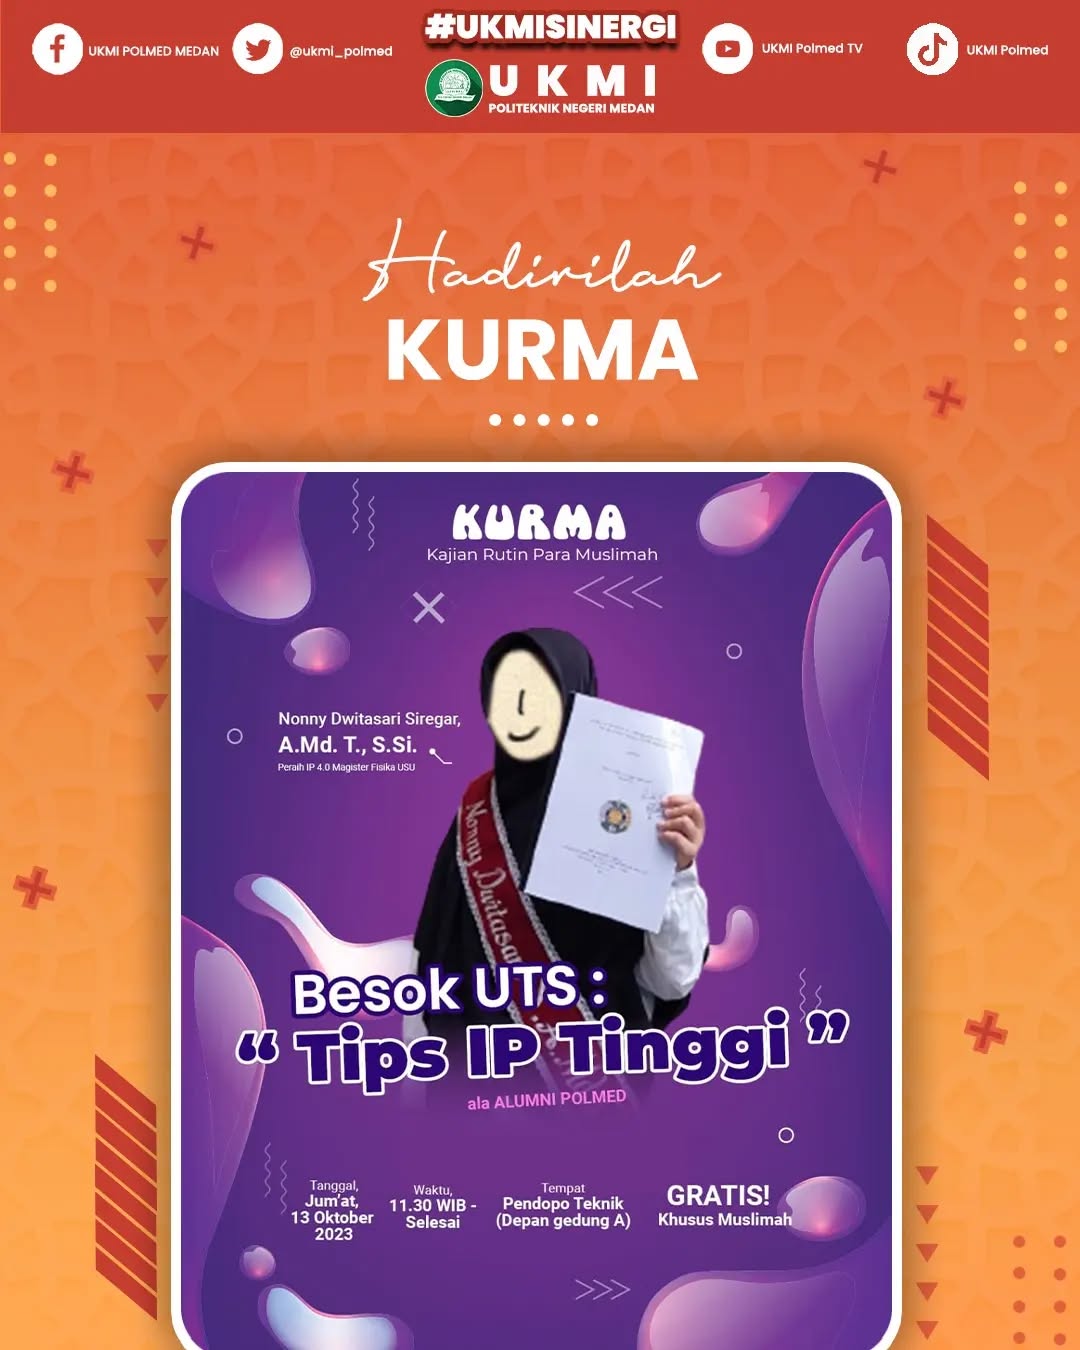 UKMI POLMED MEDAN
@ukmi_polmed
#UKMISINERGI
UKMI
POLITEKNIK NEGERI MEDAN
UKMI Polmed TV
UKMI Polmed
Hadirilah
KURMA
KURMA
Kajian Rutin Para Muslimah
Nonny Dwitasari Siregar,
A.Md. T., S.Si.
Peraih IP 4.0 Magister Fisika USU
Nonny Dwitasa
Besok UTS :
“ Tips IP Tinggi ”
ala ALUMNI POLMED
Tanggal,
Jum'at,
13 Oktober
2023
Waktu,
11.30 WIB -
Selesai
Tempat
Pendopo Teknik
(Depan gedung A)
GRATIS!
Khusus Muslimah